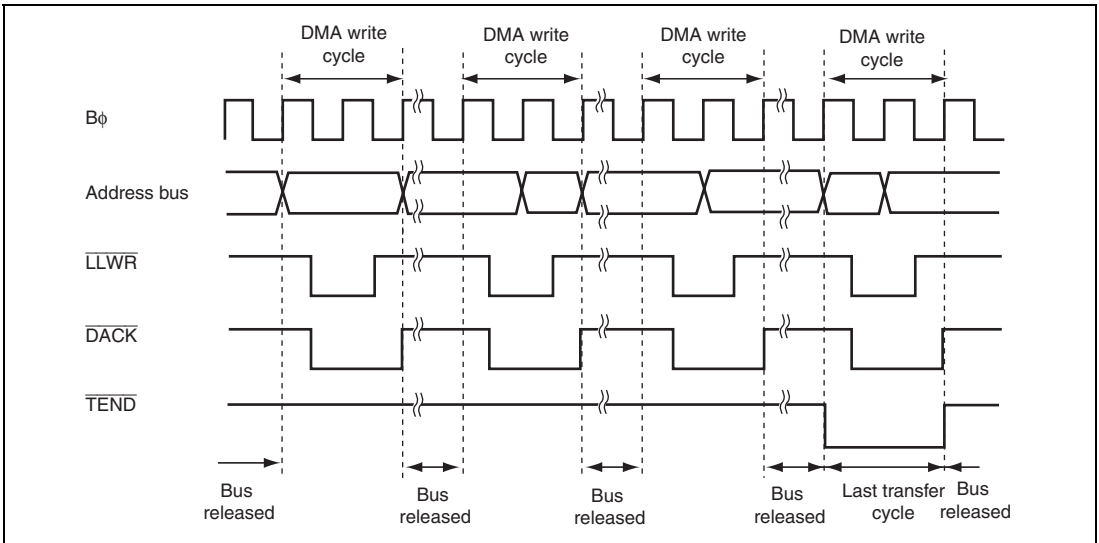 DMA write
cycle
DMA write
cycle
DMA write
cycle
DMA write
cycle
Bφ
Address bus
LLWR
DACK
TEND
Bus
released
Bus
released
Bus
released
Bus
released
Last transfer
cycle
Bus
released